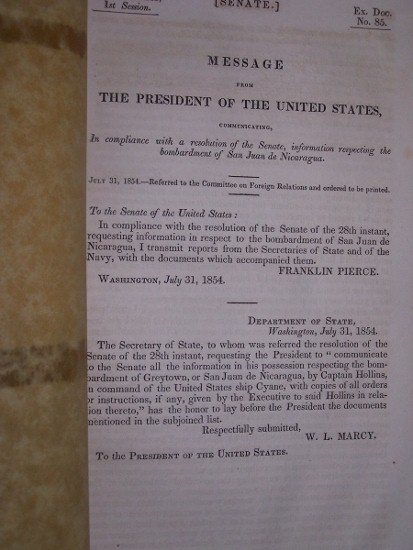 1st Session.
[SENATE.]
Ex. Doc.
No. 85.
MESSAGE
FROM
THE PRESIDENT OF THE UNITED STATES,
COMMUNICATING,
In compliance with a resolution of the Senate, information respecting the
bombardment of San Juan de Nicaragua.
JULY 31, 1854.—Referred to the Committee on Foreign Relations and ordered to be printed.
To the Senate of the United States:
In compliance with the resolution of the Senate of the 28th instant,
requesting information in respect to the bombardment of San Juan de
Nicaragua, I transmit reports from the Secretaries of State and of the
Navy, with the documents which accompanied them.
FRANKLIN PIERCE.
WASHINGTON, July 31, 1854.
DEPARTMENT OF STATE,
Washington, July 31, 1854.
The Secretary of State, to whom was referred the resolution of the
Senate of the 28th instant, requesting the President to "communicate
to the Senate all the information in his possession respecting the bom-
bardment of Greytown, or San Juan de Nicaragua, by Captain Hollins,
in command of the United States ship Cyane, with copies of all orders
or instructions, if any, given by the Executive to said Hollins in rela-
tion thereto," has the honor to lay before the President the documents
mentioned in the subjoined list.
Respectfully submitted,
W. L. MARCY.
To the PRESIDENT OF THE UNITED STATES.